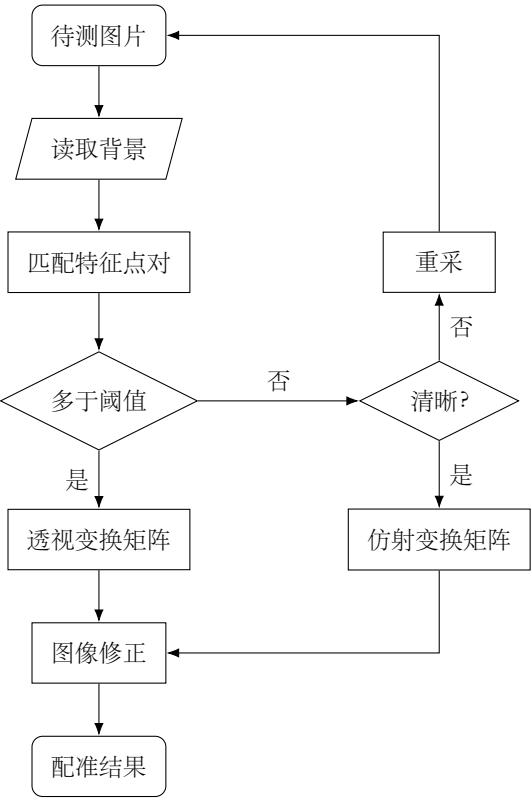 待测图片
读取背景
匹配特征点对
重采
否
多于阈值
否
清晰?
是
是
透视变换矩阵
仿射变换矩阵
图像修正
配准结果